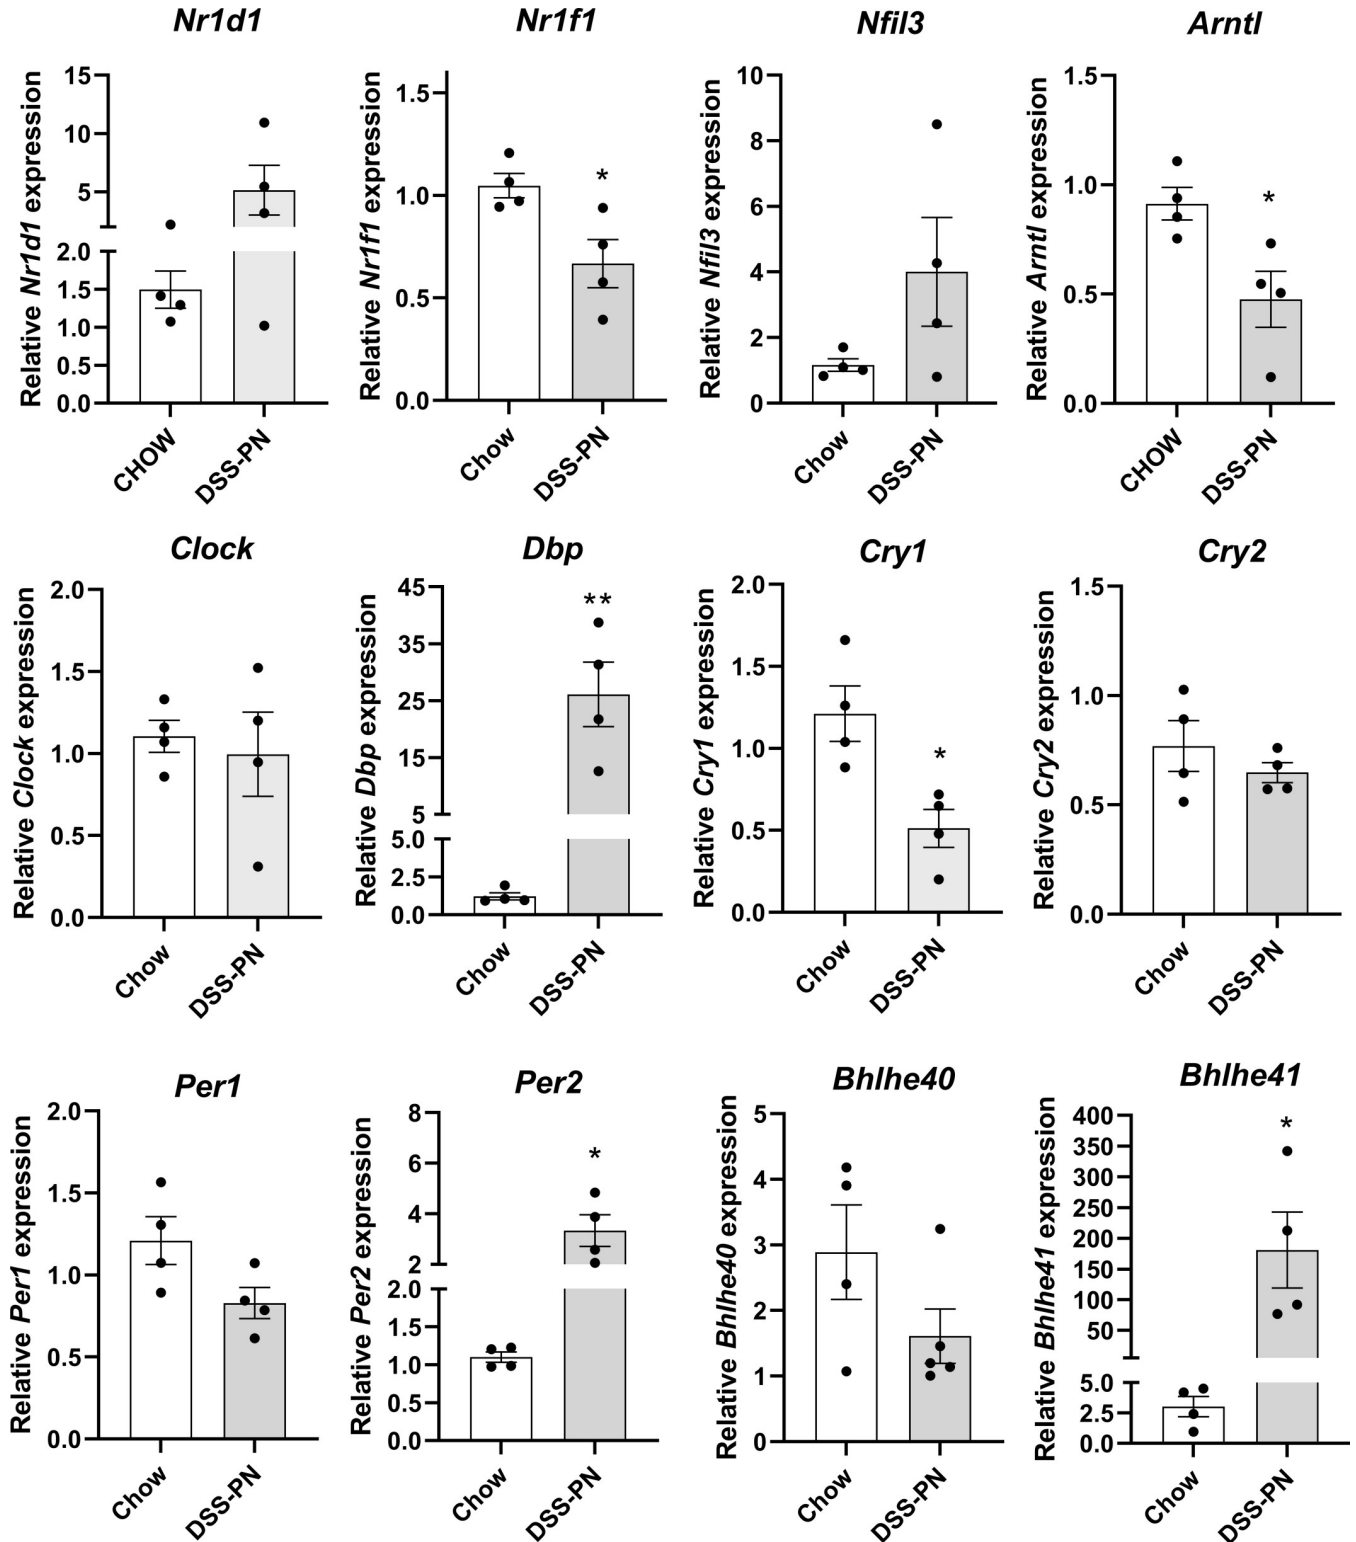 Nr1d1
Relative Nr1d1 expression
15
10
5
2.0
1.5
1.0
0.5
0.0
CHOW
DSS-PN
Nr1f1
Relative Nr1f1 expression
1.5
1.0
0.5
0.0
*
Chow
DSS-PN
Nfil3
Relative Nfil3 expression
10
8
6
4
2
0
Chow
DSS-PN
Arntl
Relative Arntl expression
1.5
1.0
0.5
0.0
*
CHOW
DSS-PN
Clock
Relative Clock expression
2.0
1.5
1.0
0.5
0.0
Chow
DSS-PN
Dbp
Relative Dbp expression
45
35
25
15
5
5.0
2.5
0.0
**
Chow
DSS-PN
Cry1
Relative Cry1 expression
2.0
1.5
1.0
0.5
0.0
*
Chow
DSS-PN
Cry2
Relative Cry2 expression
1.5
1.0
0.5
0.0
Chow
DSS-PN
Per1
Relative Per1 expression
2.0
1.5
1.0
0.5
0.0
Chow
DSS-PN
Per2
Relative Per2 expression
8
6
4
2
2.0
1.5
1.0
0.5
0.0
*
Chow
DSS-PN
Bhlhe40
Relative Bhlhe40 expression
5
4
3
2
1
0
Chow
DSS-PN
Bhlhe41
Relative Bhlhe41 expression
400
350
300
250
200
150
100
50
5.0
2.5
0.0
*
Chow
DSS-PN